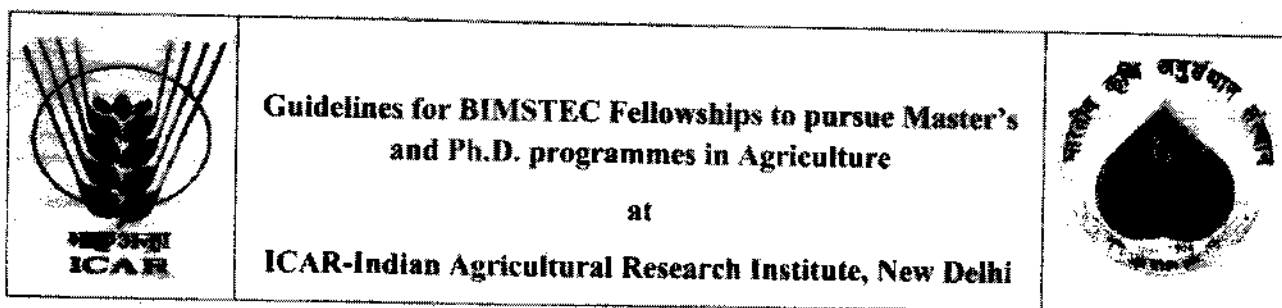 Guidelines for BIMSTEC Fellowships to pursue Master's
and Ph.D. programmes in Agriculture
at
ICAR-Indian Agricultural Research Institute, New Delhi
ICAR
भारतीय कृषि अनुसंधान संस्थान